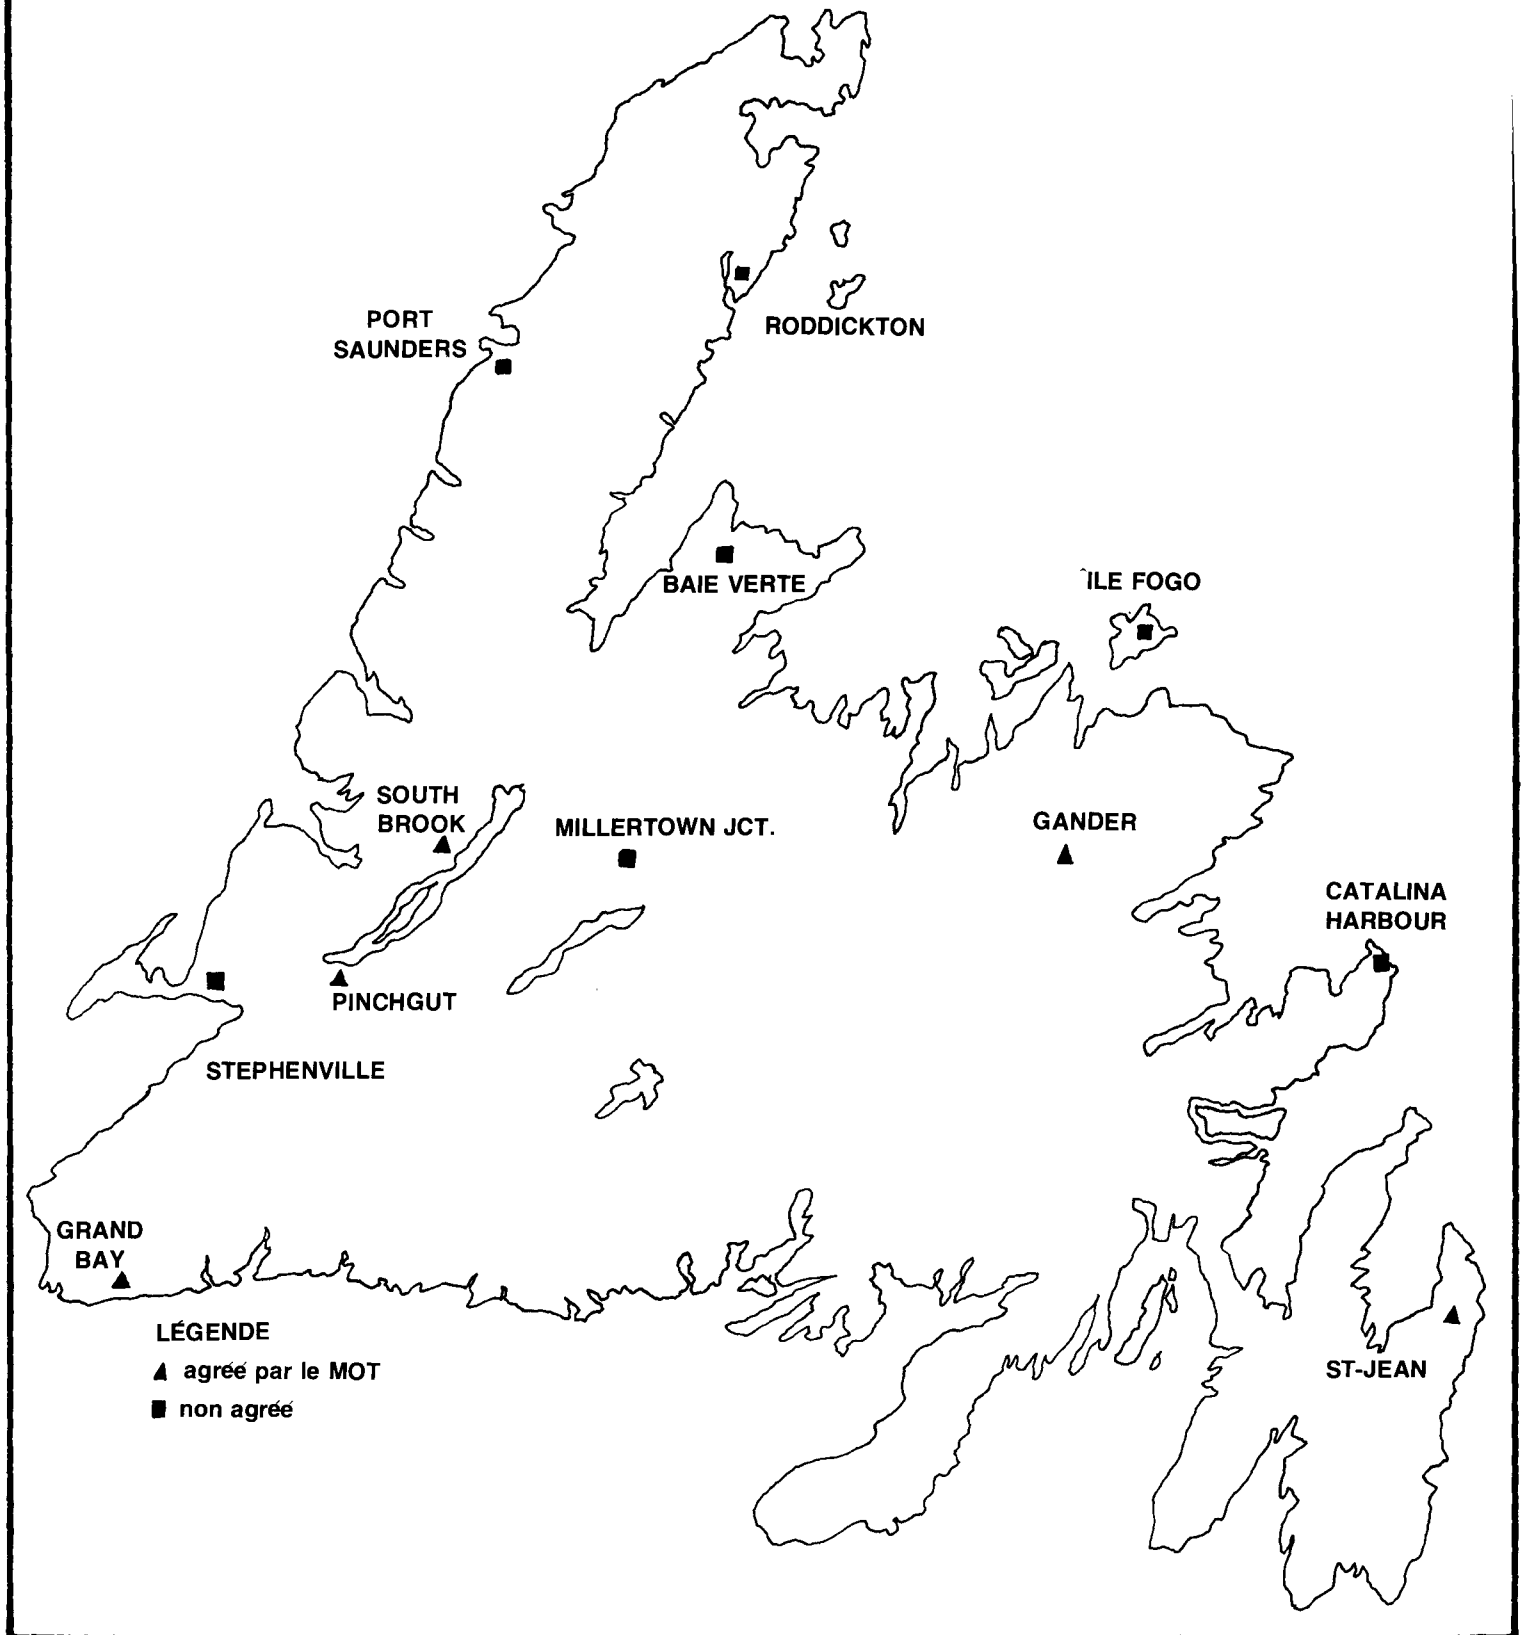 PORT
SAUNDERS
RODDICKTON
BAIE VERTE
ÎLE FOGO
SOUTH
BROOK
MILLERTOWN JCT.
GANDER
CATALINA
HARBOUR
PINCHGUT
STEPHENVILLE
GRAND
BAY
LÉGENDE
agréé par le MOT
non agréé
ST-JEAN